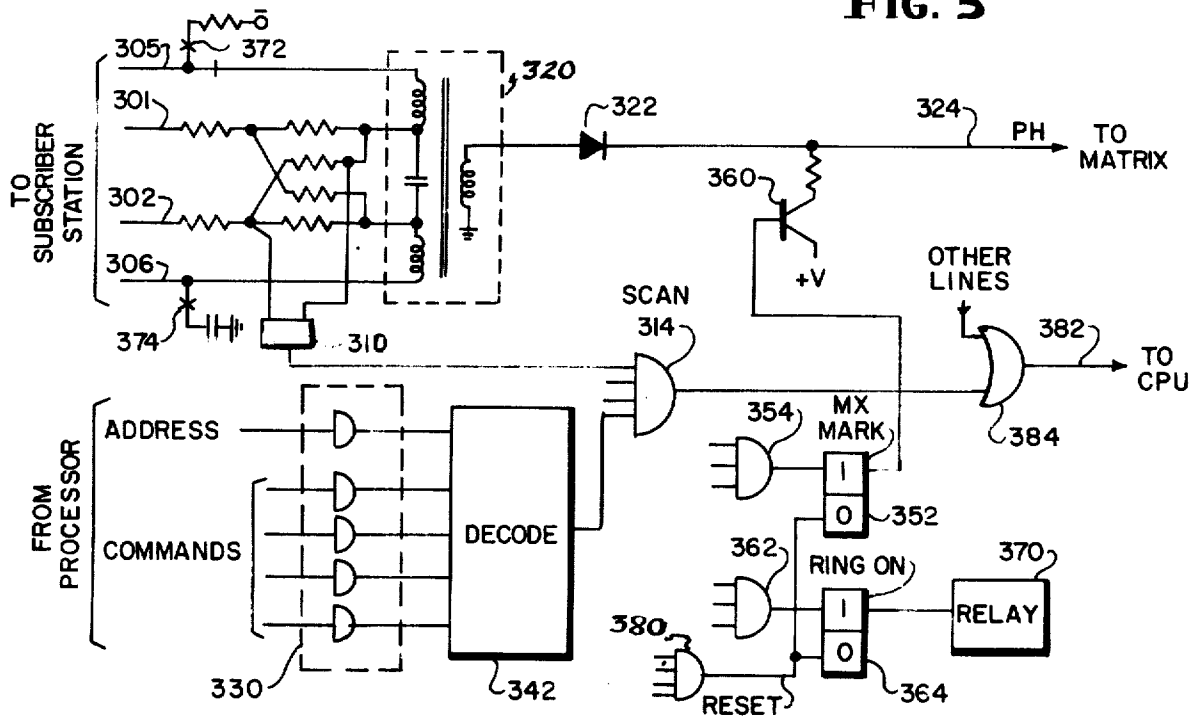 FIG. 5
305
372
320
301
322
324
PH
TO
MATRIX
TO
SUBSCRIBER
STATION
302
360
306
+V
OTHER
LINES
SCAN
314
374
310
382
TO
CPU
384
FROM
PROCESSOR
ADDRESS
COMMANDS
DECODE
354
MX
MARK
1
0
352
362
RING ON
370
1
0
RELAY
364
380
RESET
330
342